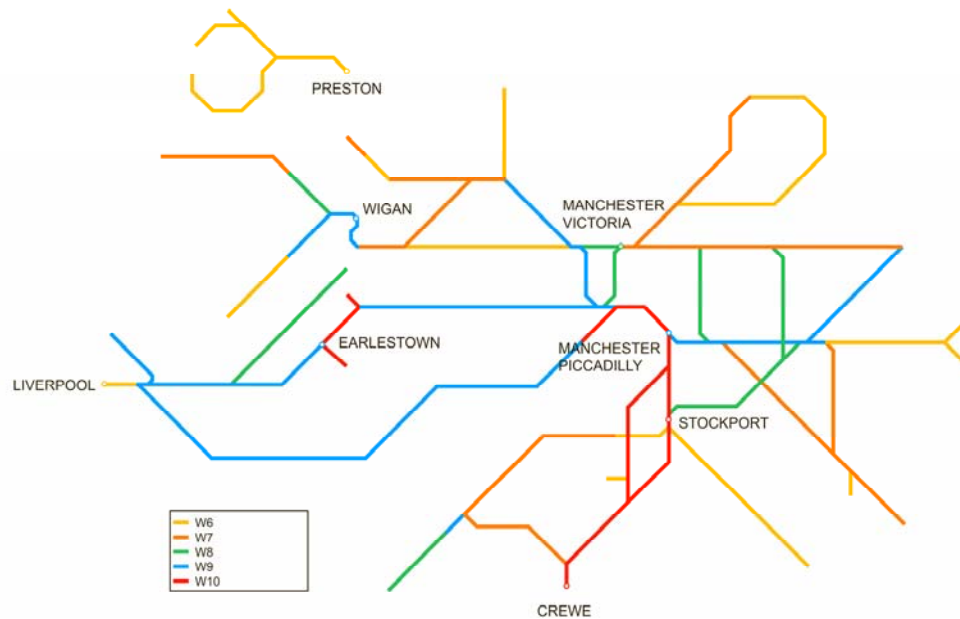 PRESTON
WIGAN
MANCHESTER
VICTORIA
EARLESTOWN
MANCHESTER
PICCADILLY
LIVERPOOL
STOCKPORT
W6
W7
W8
W9
W10
CREWE